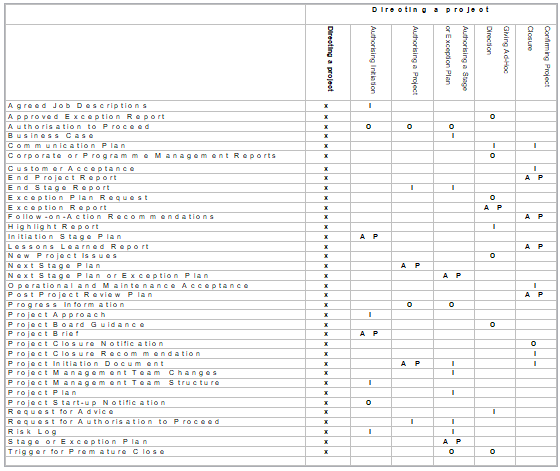 Directing a project
Directing a project
Authorising Initiation
Authorising a Project
Authorising a Stage
or Exception Plan
Giving Ad-Hoc
Direction
Confirming Project
Closure
Agreed Job Descriptions x I
Approved Exception Report x O
Authorisation to Proceed x O O O
Business Case x I
Communication Plan x I I
Corporate or Programme Management Reports x O
Customer Acceptance x I
End Project Report x A P
End Stage Report x I I
Exception Plan Request x O
Exception Report x A P
Follow-on-Action Recommendations x A P
Highlight Report x I
Initiation Stage Plan x A P
Lessons Learned Report x A P
New Project Issues x O
Next Stage Plan x A P
Next Stage Plan or Exception Plan x A P
Operational and Maintenance Acceptance x I
Post Project Review Plan x A P
Progress Information x O O
Project Approach x I
Project Board Guidance x O
Project Brief x A P
Project Closure Notification x O
Project Closure Recommendation x I
Project Initiation Document x A P I I
Project Management Team Changes x I
Project Management Team Structure x I
Project Plan x I
Project Start-up Notification x O
Request for Advice x I
Request for Authorisation to Proceed x I I
Risk Log x I I
Stage or Exception Plan x A P
Trigger for Premature Close x O O